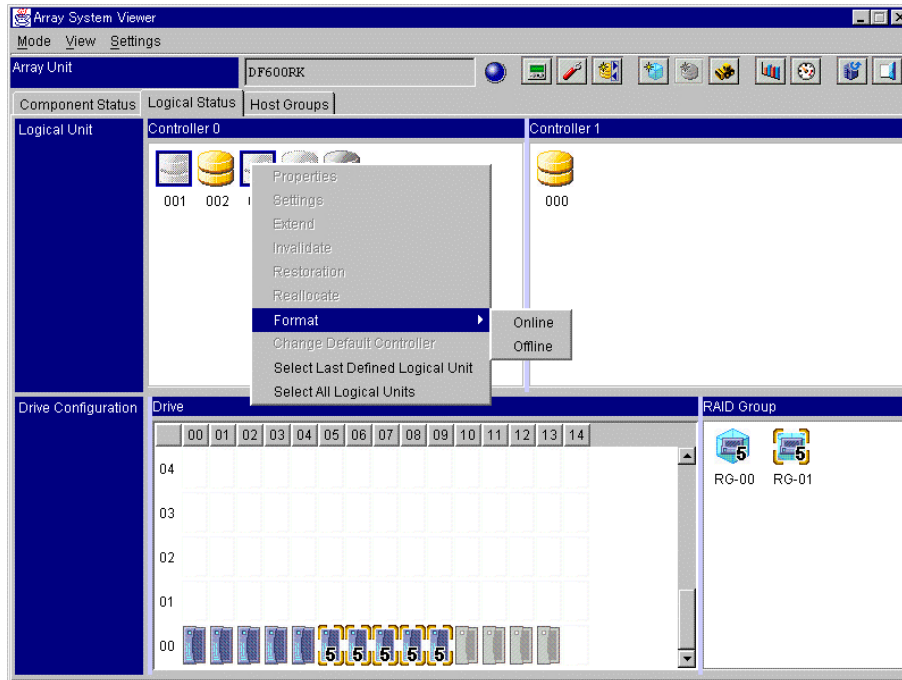 Array System Viewer
Mode View Settings
Array Unit
DF600RK
Component Status Logical Status Host Groups
Logical Unit
Controller 0
Controller 1
001 002
000
Properties
Settings
Extend
Invalidate
Restoration
Reallocate
Format
Online
Offline
Change Default Controller
Select Last Defined Logical Unit
Select All Logical Units
Drive Configuration
Drive
RAID Group
00 01 02 03 04 05 06 07 08 09 10 11 12 13 14
04
03
02
01
00
5 5 5 5 5
5 5
RG-00 RG-01